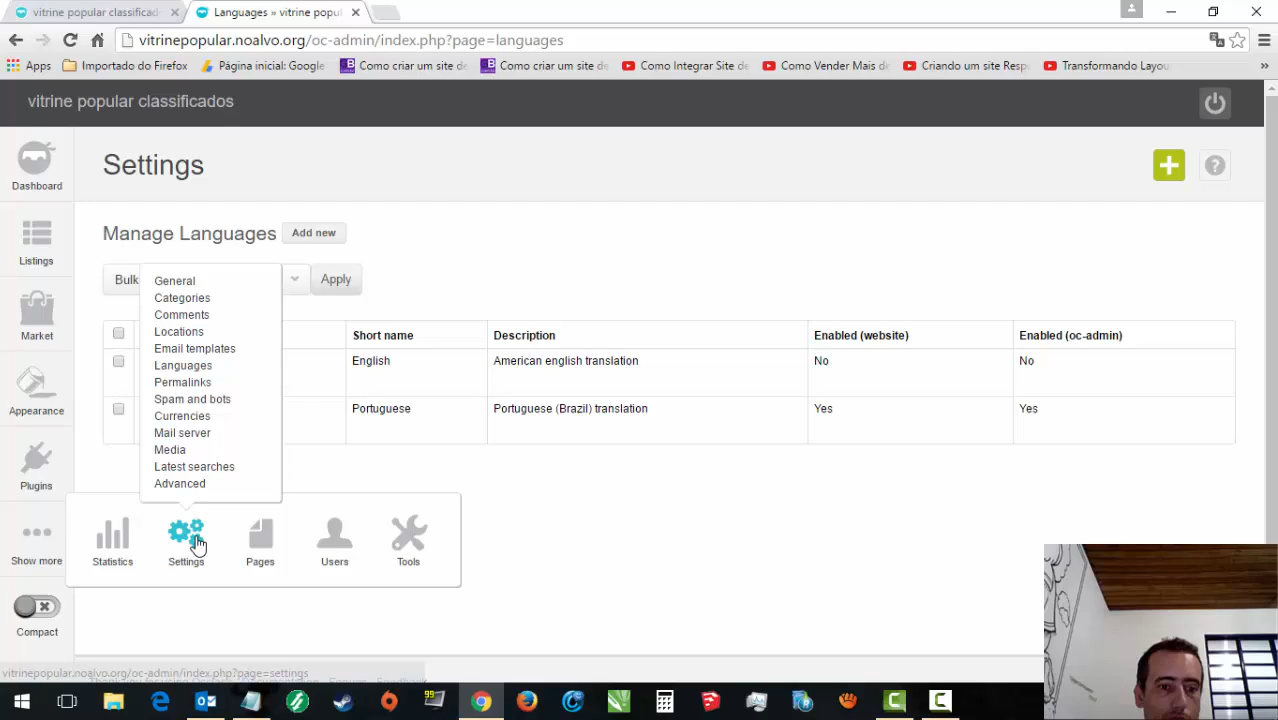 vitrine popular classificado
Languages » vitrine popul
vitrinepopular.noalvo.org/oc-admin/index.php?page=languages
Apps
Importado do Firefox
Página inicial: Google
Como criar um site de
Como criar um site de
Como Integrar Site de
Como Vender Mais de
Criando um site Resp
Transformando Layou
vitrine popular classificados
Settings
Dashboard
Listings
Market
Appearance
Plugins
Show more
Compact
Manage Languages
Add new
Bulk
Apply
Short name
Description
Enabled (website)
Enabled (oc-admin)
English
American english translation
No
No
Portuguese
Portuguese (Brazil) translation
Yes
Yes
General
Categories
Comments
Locations
Email templates
Languages
Permalinks
Spam and bots
Currencies
Mail server
Media
Latest searches
Advanced
Statistics
Settings
Pages
Users
Tools
vitrinepopular.noalvo.org/oc-admin/index.php?page=settings
99